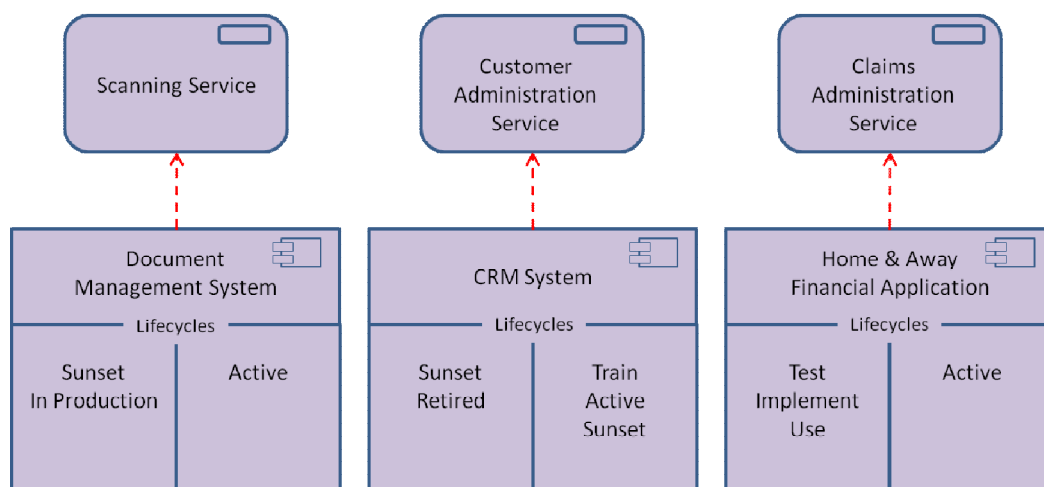 Scanning Service
Customer
Administration
Service
Claims
Administration
Service
Document
Management System
Lifecycles
Sunset
In Production
Active
CRM System
Lifecycles
Sunset
Retired
Train
Active
Sunset
Home & Away
Financial Application
Lifecycles
Test
Implement
Use
Active